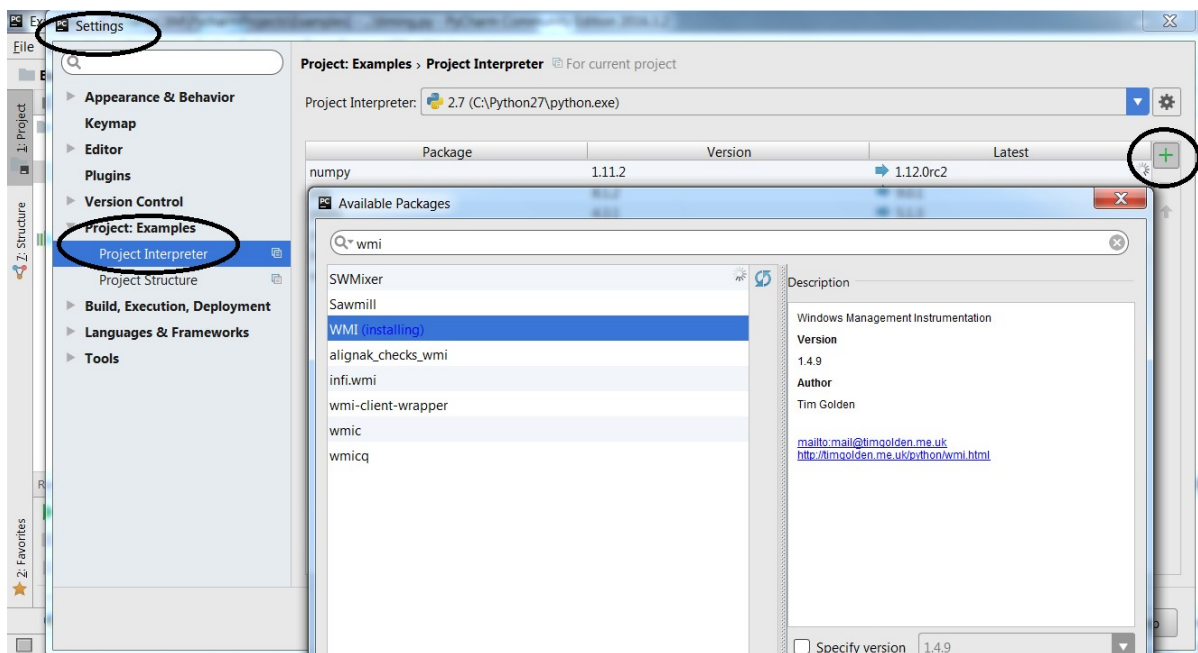 Settings
File
Project: Examples › Project Interpreter For current project
Appearance & Behavior
Keymap
Editor
Plugins
Version Control
Project: Examples
Project Interpreter
Project Structure
Build, Execution, Deployment
Languages & Frameworks
Tools
1: Project
7: Structure
2: Favorites
Project Interpreter: 2.7 (C:\Python27\python.exe)
Package Version Latest
numpy 1.11.2 1.12.0rc2
Available Packages
wmi
SWMixer
Sawmill
WMI (installing)
alignak_checks_wmi
infi.wmi
wmi-client-wrapper
wmic
wmicq
Description
Windows Management Instrumentation
Version
1.4.9
Author
Tim Golden
mailto:mail@timgolden.me.uk
http://timgolden.me.uk/python/wmi.html
Specify version 1.4.9